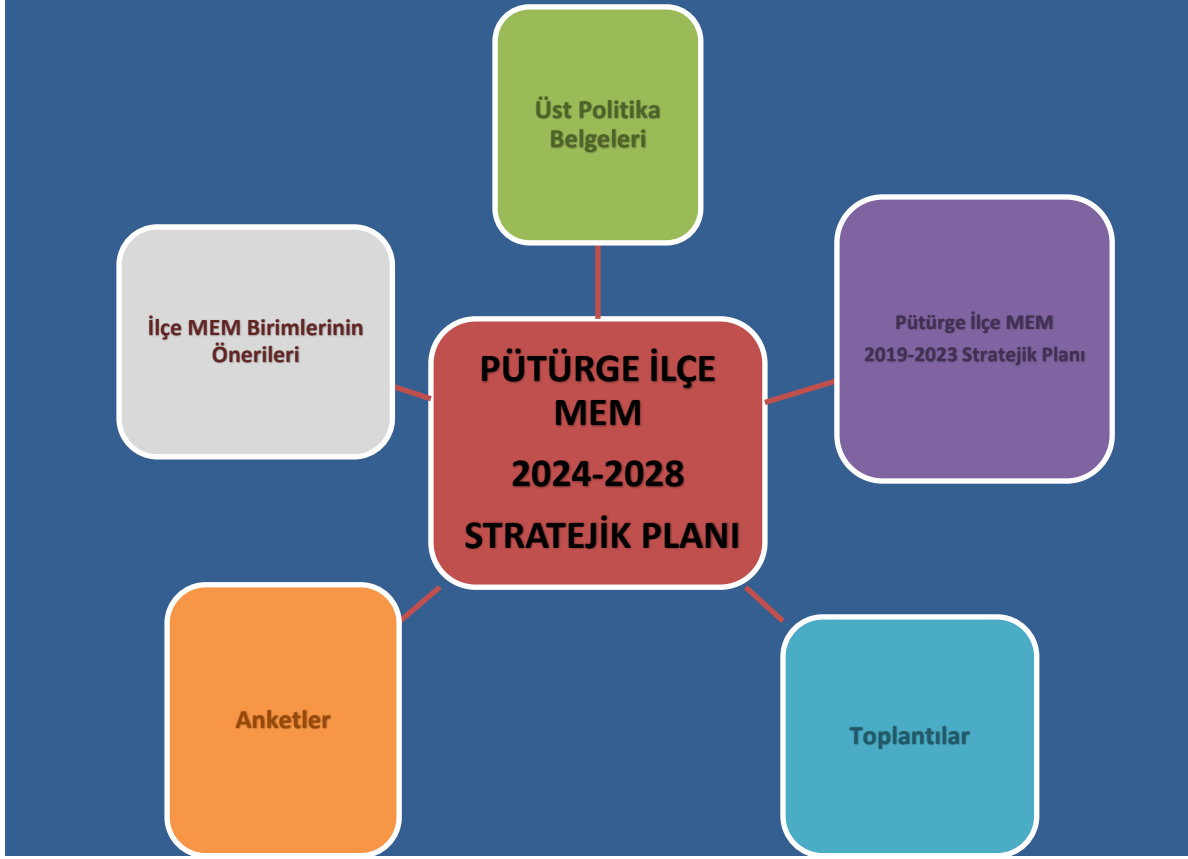 Üst Politika
Belgeleri
Pütürge İlçe MEM
2019-2023 Stratejik Planı
İlçe MEM Birimlerinin
Önerileri
PÜTÜRGE İLÇE
MEM
2024-2028
STRATEJİK PLANI
Anketler
Toplantılar